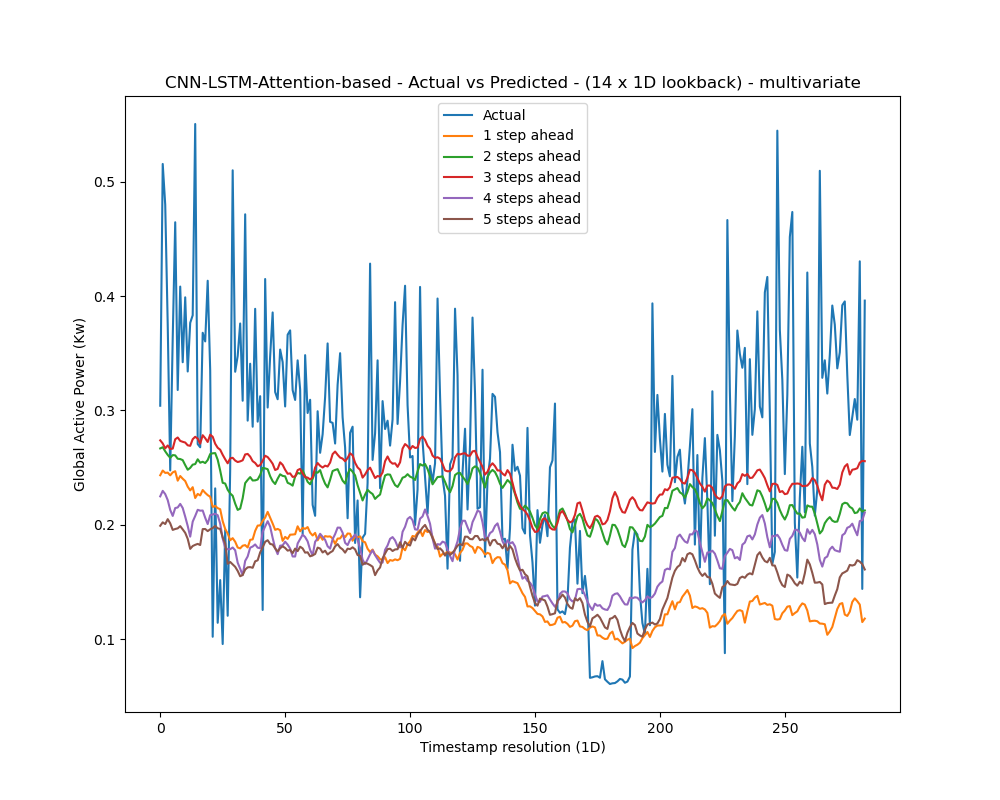 CNN-LSTM-Attention-based - Actual vs Predicted - (14 x 1D lookback) - multivariate
Actual
1 step ahead
2 steps ahead
3 steps ahead
4 steps ahead
5 steps ahead
0.5
0.4
0.3
0.2
0.1
Global Active Power (Kw)
0 50 100 150 200 250
Timestamp resolution (1D)